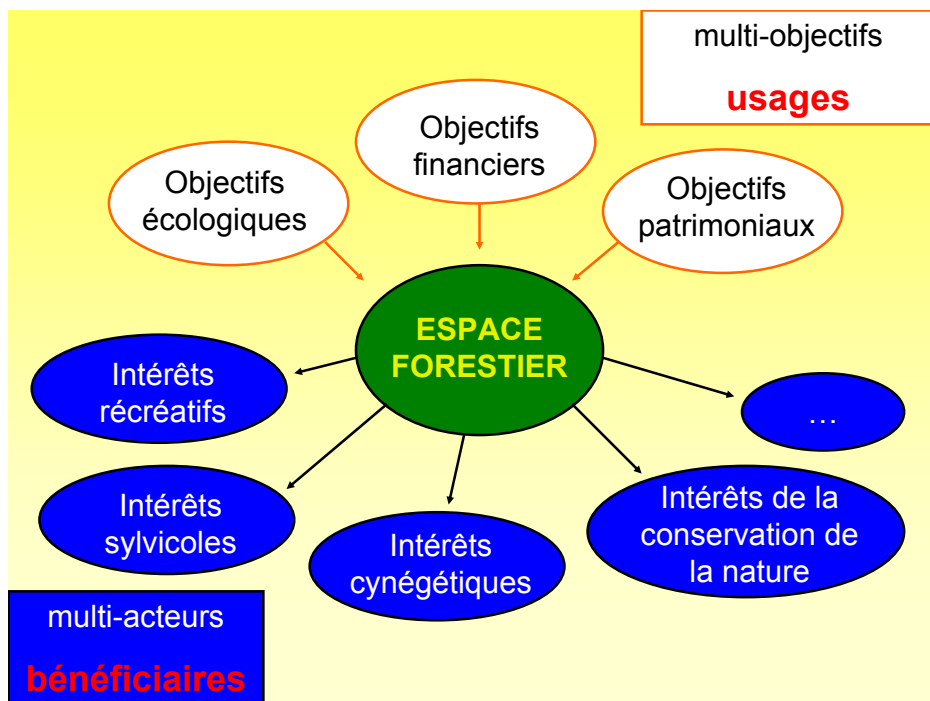 multi-objectifs
usages
Objectifs
financiers
Objectifs
écologiques
Objectifs
patrimoniaux
ESPACE
FORESTIER
Intérêts
récréatifs
...
Intérêts
sylvicoles
Intérêts
cynégétiques
Intérêts de la
conservation de
la nature
multi-acteurs
bénéficiaires